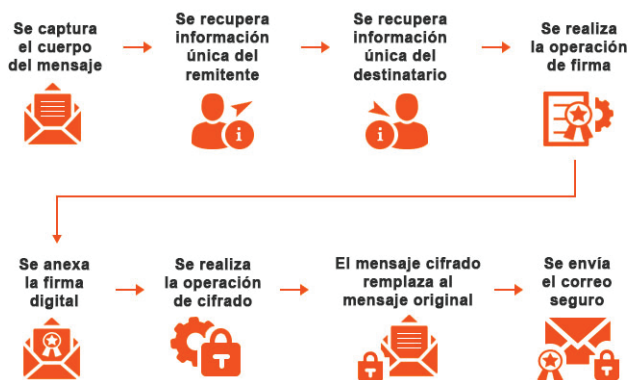 Se captura
el cuerpo
del mensaje
Se recupera
información
única del
remitente
Se recupera
información
única del
destinatario
Se realiza
la operación
de firma
Se anexa
la firma
digital
Se realiza
la operación
de cifrado
El mensaje cifrado
remplaza al
mensaje original
Se envía
el correo
seguro